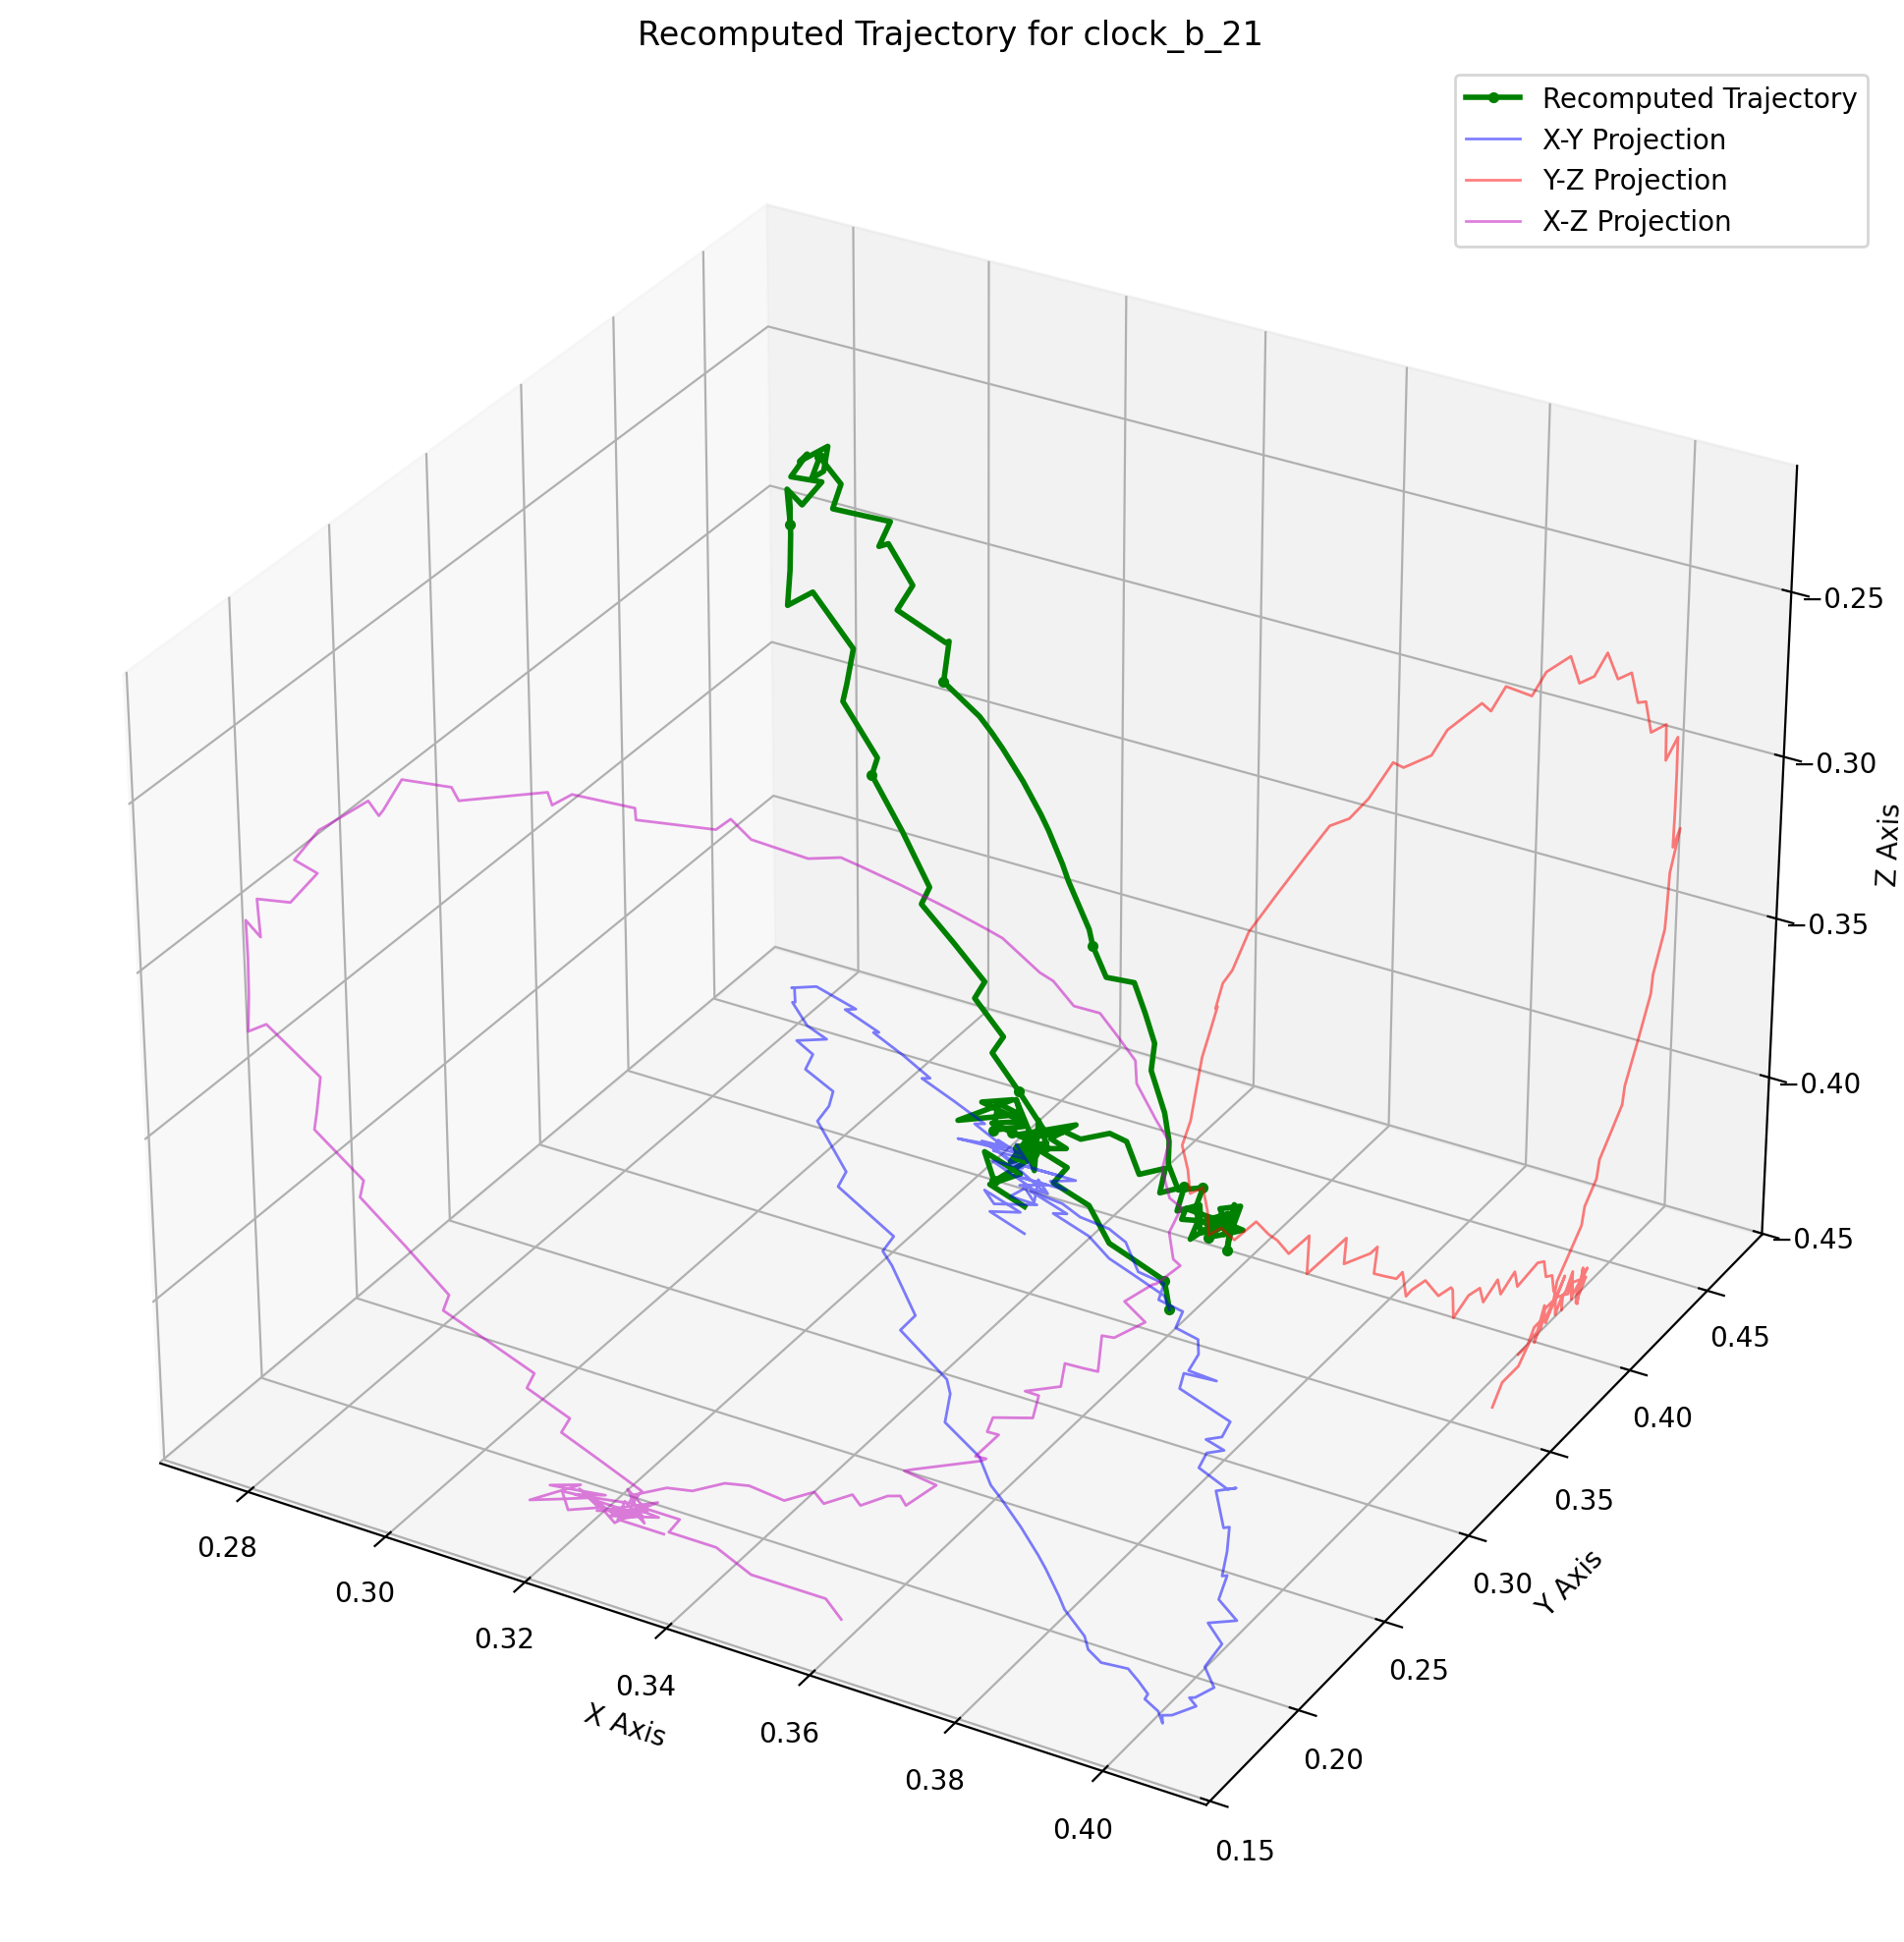 Recomputed Trajectory for clock_b_21
Recomputed Trajectory
X-Y Projection
Y-Z Projection
X-Z Projection
−0.25
−0.30
−0.35
−0.40
−0.45
Z Axis
0.45
0.40
0.35
0.30
0.25
0.20
0.15
Y Axis
0.28
0.30
0.32
0.34
0.36
0.38
0.40
X Axis